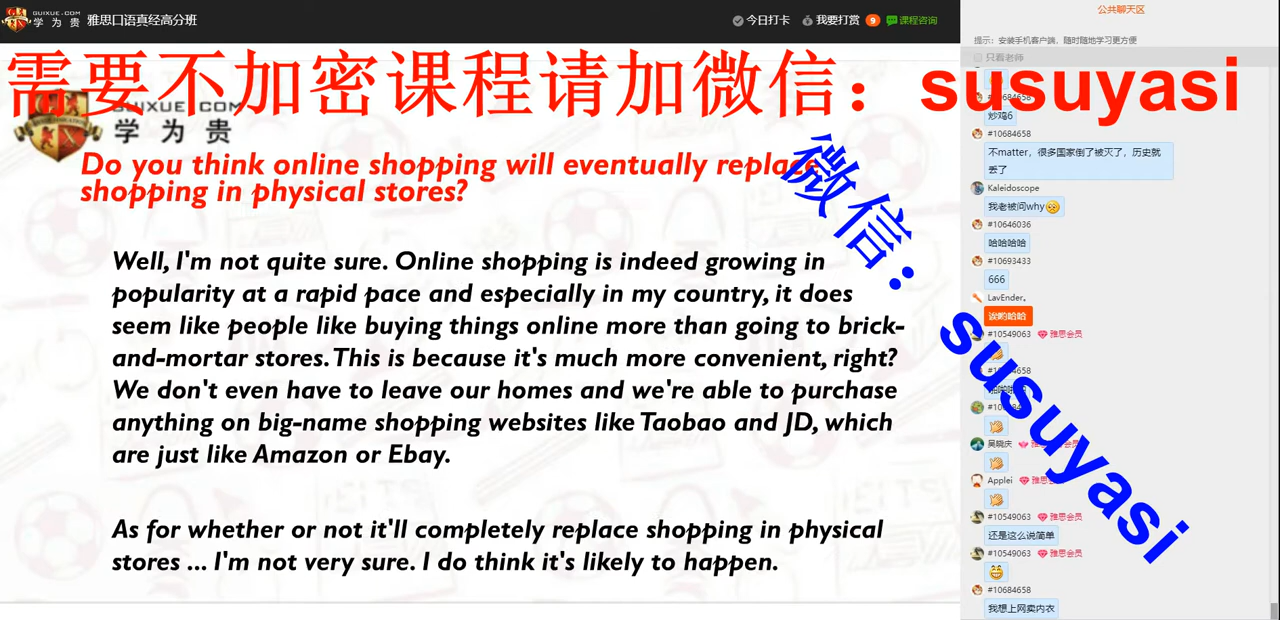 GUIXUE.COM
学为贵
雅思口语真经高分班
今日打卡
我要打赏
9
课程咨询
需要不加密课程请加微信：susuyasi
GUIXUE.COM
学为贵
Do you think online shopping will eventually replace
shopping in physical stores?
Well, I'm not quite sure. Online shopping is indeed growing in
popularity at a rapid pace and especially in my country, it does
seem like people like buying things online more than going to brick-
and-mortar stores. This is because it's much more convenient, right?
We don't even have to leave our homes and we're able to purchase
anything on big-name shopping websites like Taobao and JD, which
are just like Amazon or Ebay.
As for whether or not it'll completely replace shopping in physical
stores ... I'm not very sure. I do think it's likely to happen.
微信：susuyasi
公共聊天区
提示：安装手机客户端，随时随地学习更方便
只看老师
#10684658
炒鸡6
#10684658
不matter，很多国家倒了被灭了，历史就
丢了
Kaleidoscope
我老被问why
#10646036
哈哈哈哈
#10693433
666
LavEnder。
诶哟哈哈
#10549063 雅思会员
吴晓庆
Applei
#10549063 雅思会员
还是这么说简单
#10549063 雅思会员
#10684658
我想上网卖内衣